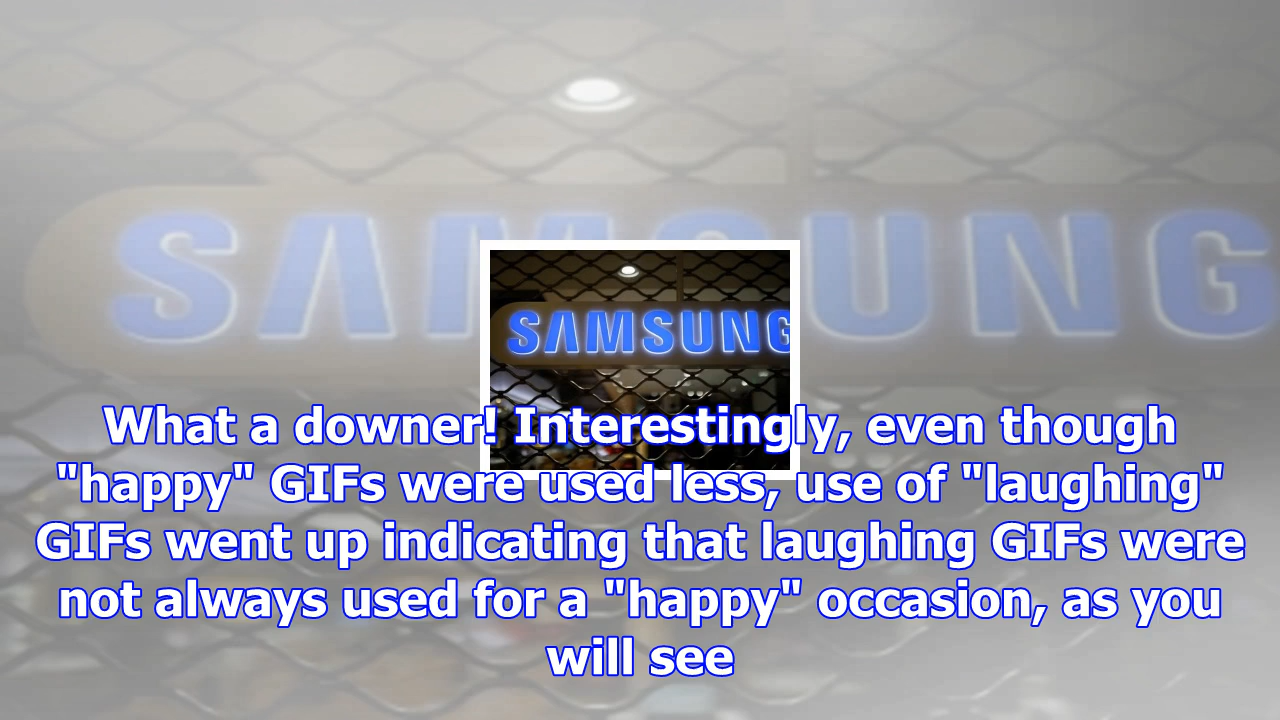 SAMSUNG
SAMSUNG
What a downer! Interestingly, even though
"happy" GIFs were used less, use of "laughing"
GIFs went up indicating that laughing GIFs were
not always used for a "happy" occasion, as you
will see